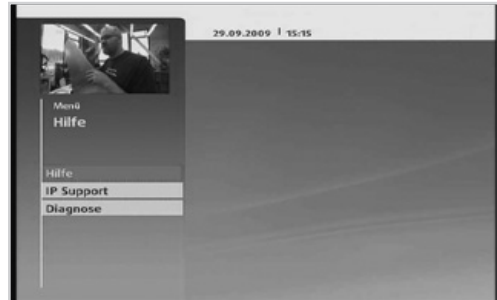 29.09.2009 | 15:15
Menü
Hilfe
Hilfe
IP Support
Diagnose